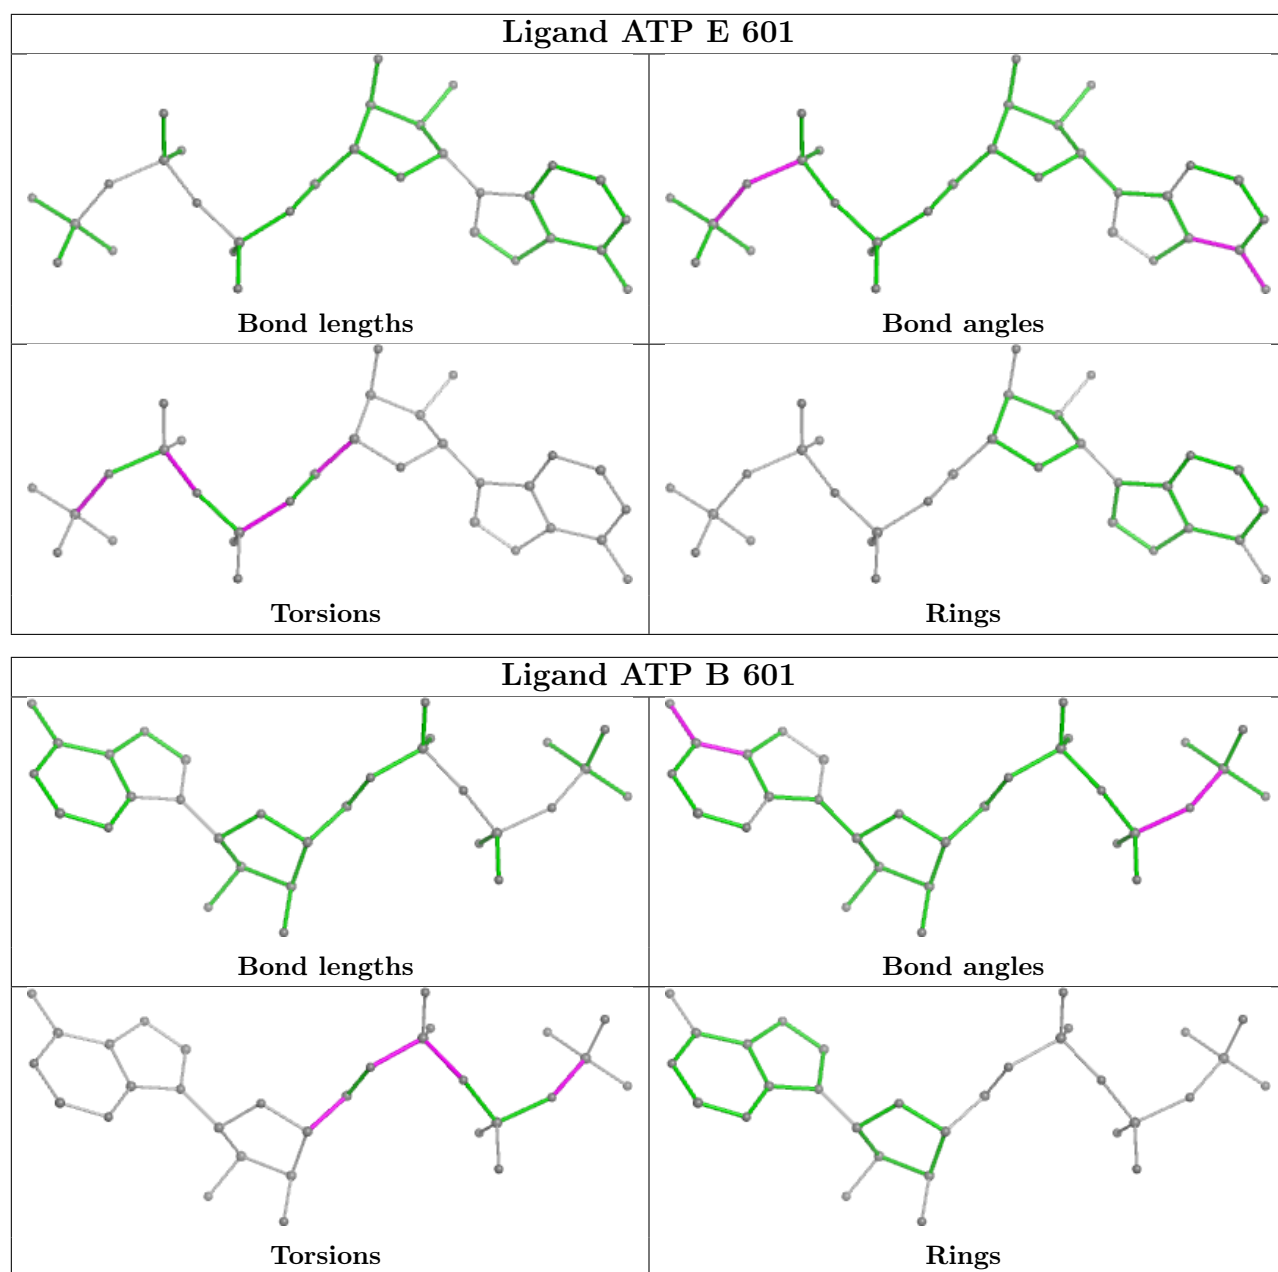 Ligand ATP E 601
Bond lengths
Bond angles
Torsions
Rings
Ligand ATP B 601
Bond lengths
Bond angles
Torsions
Rings